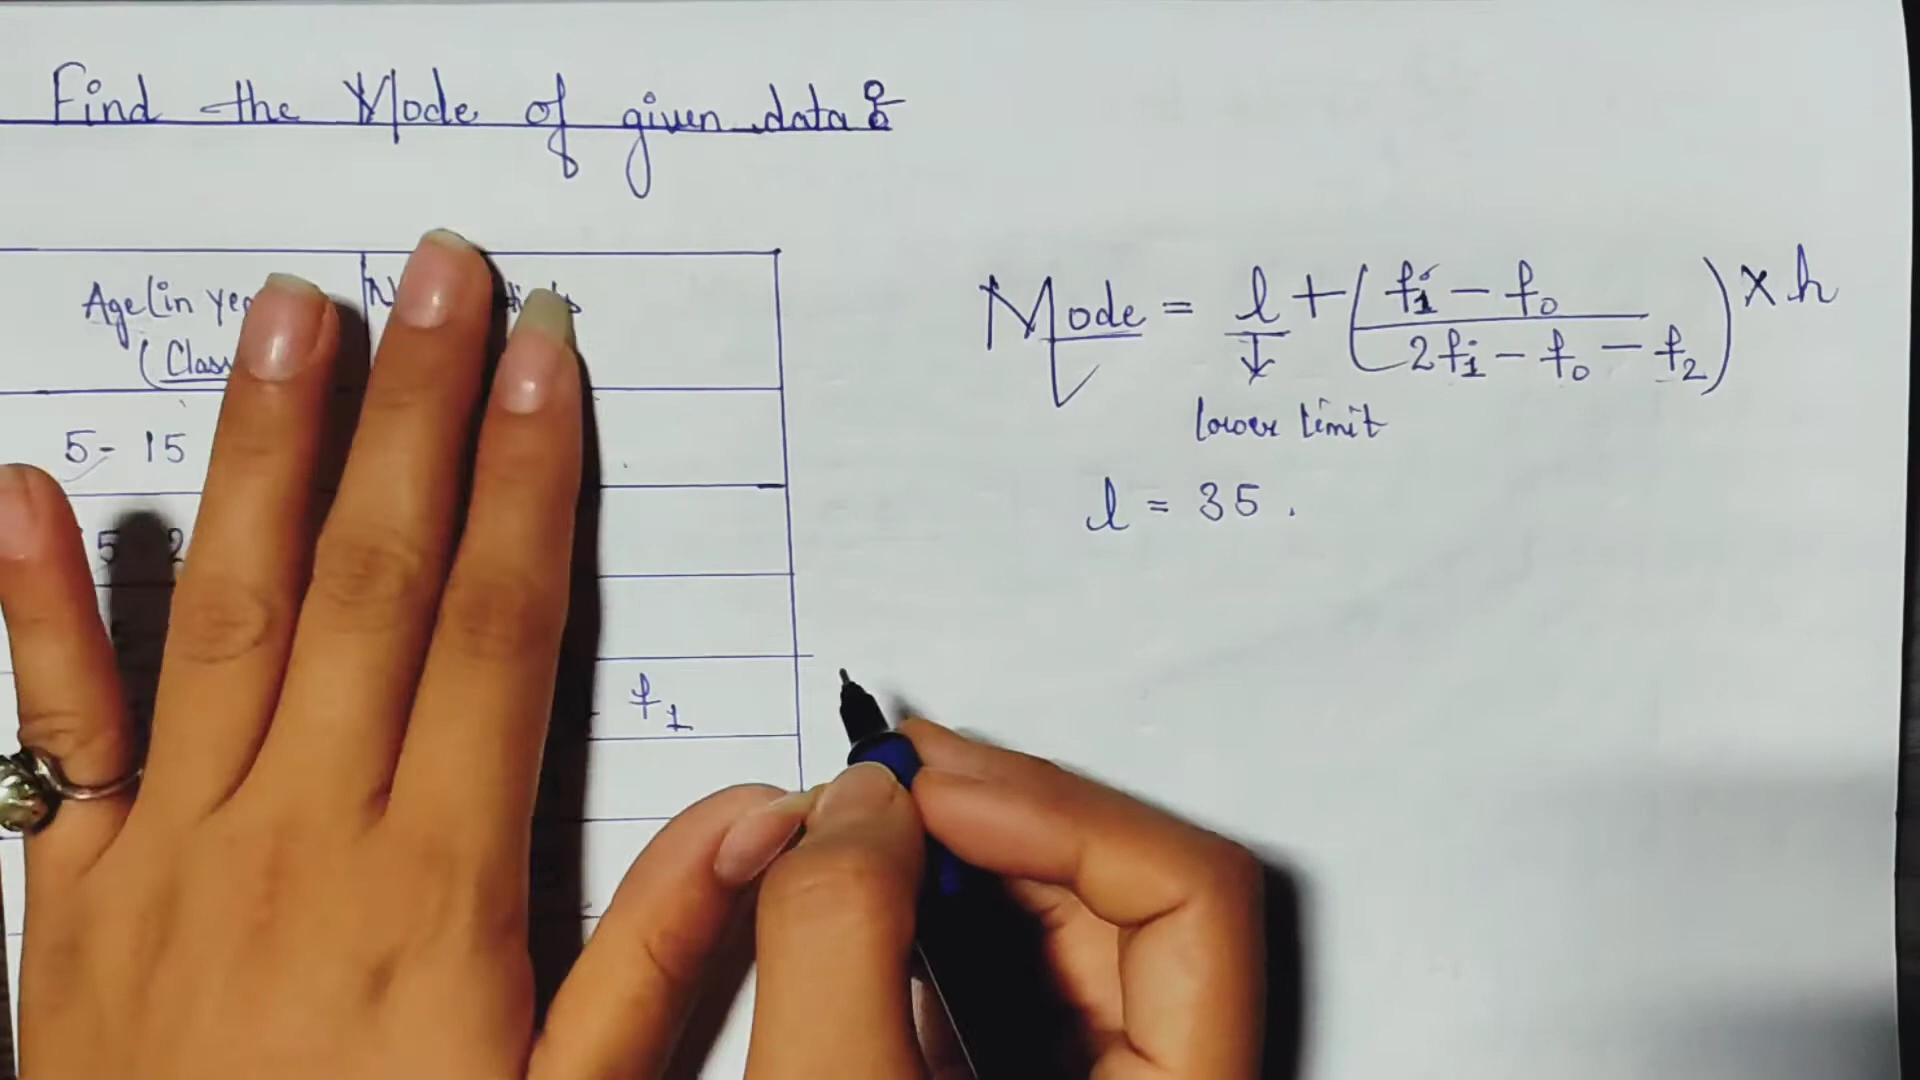 Find the Mode of given data:
Age (in
(Class
5 - 15
Mode = l + (f1 - f0 / 2f1 - f0 - f2) × h
lower limit
l = 35.
f1